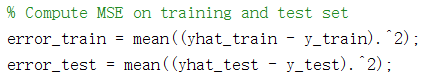 % Compute MSE on training and test set
error_train = mean((yhat_train - y_train).^2);
error_test = mean((yhat_test - y_test).^2);